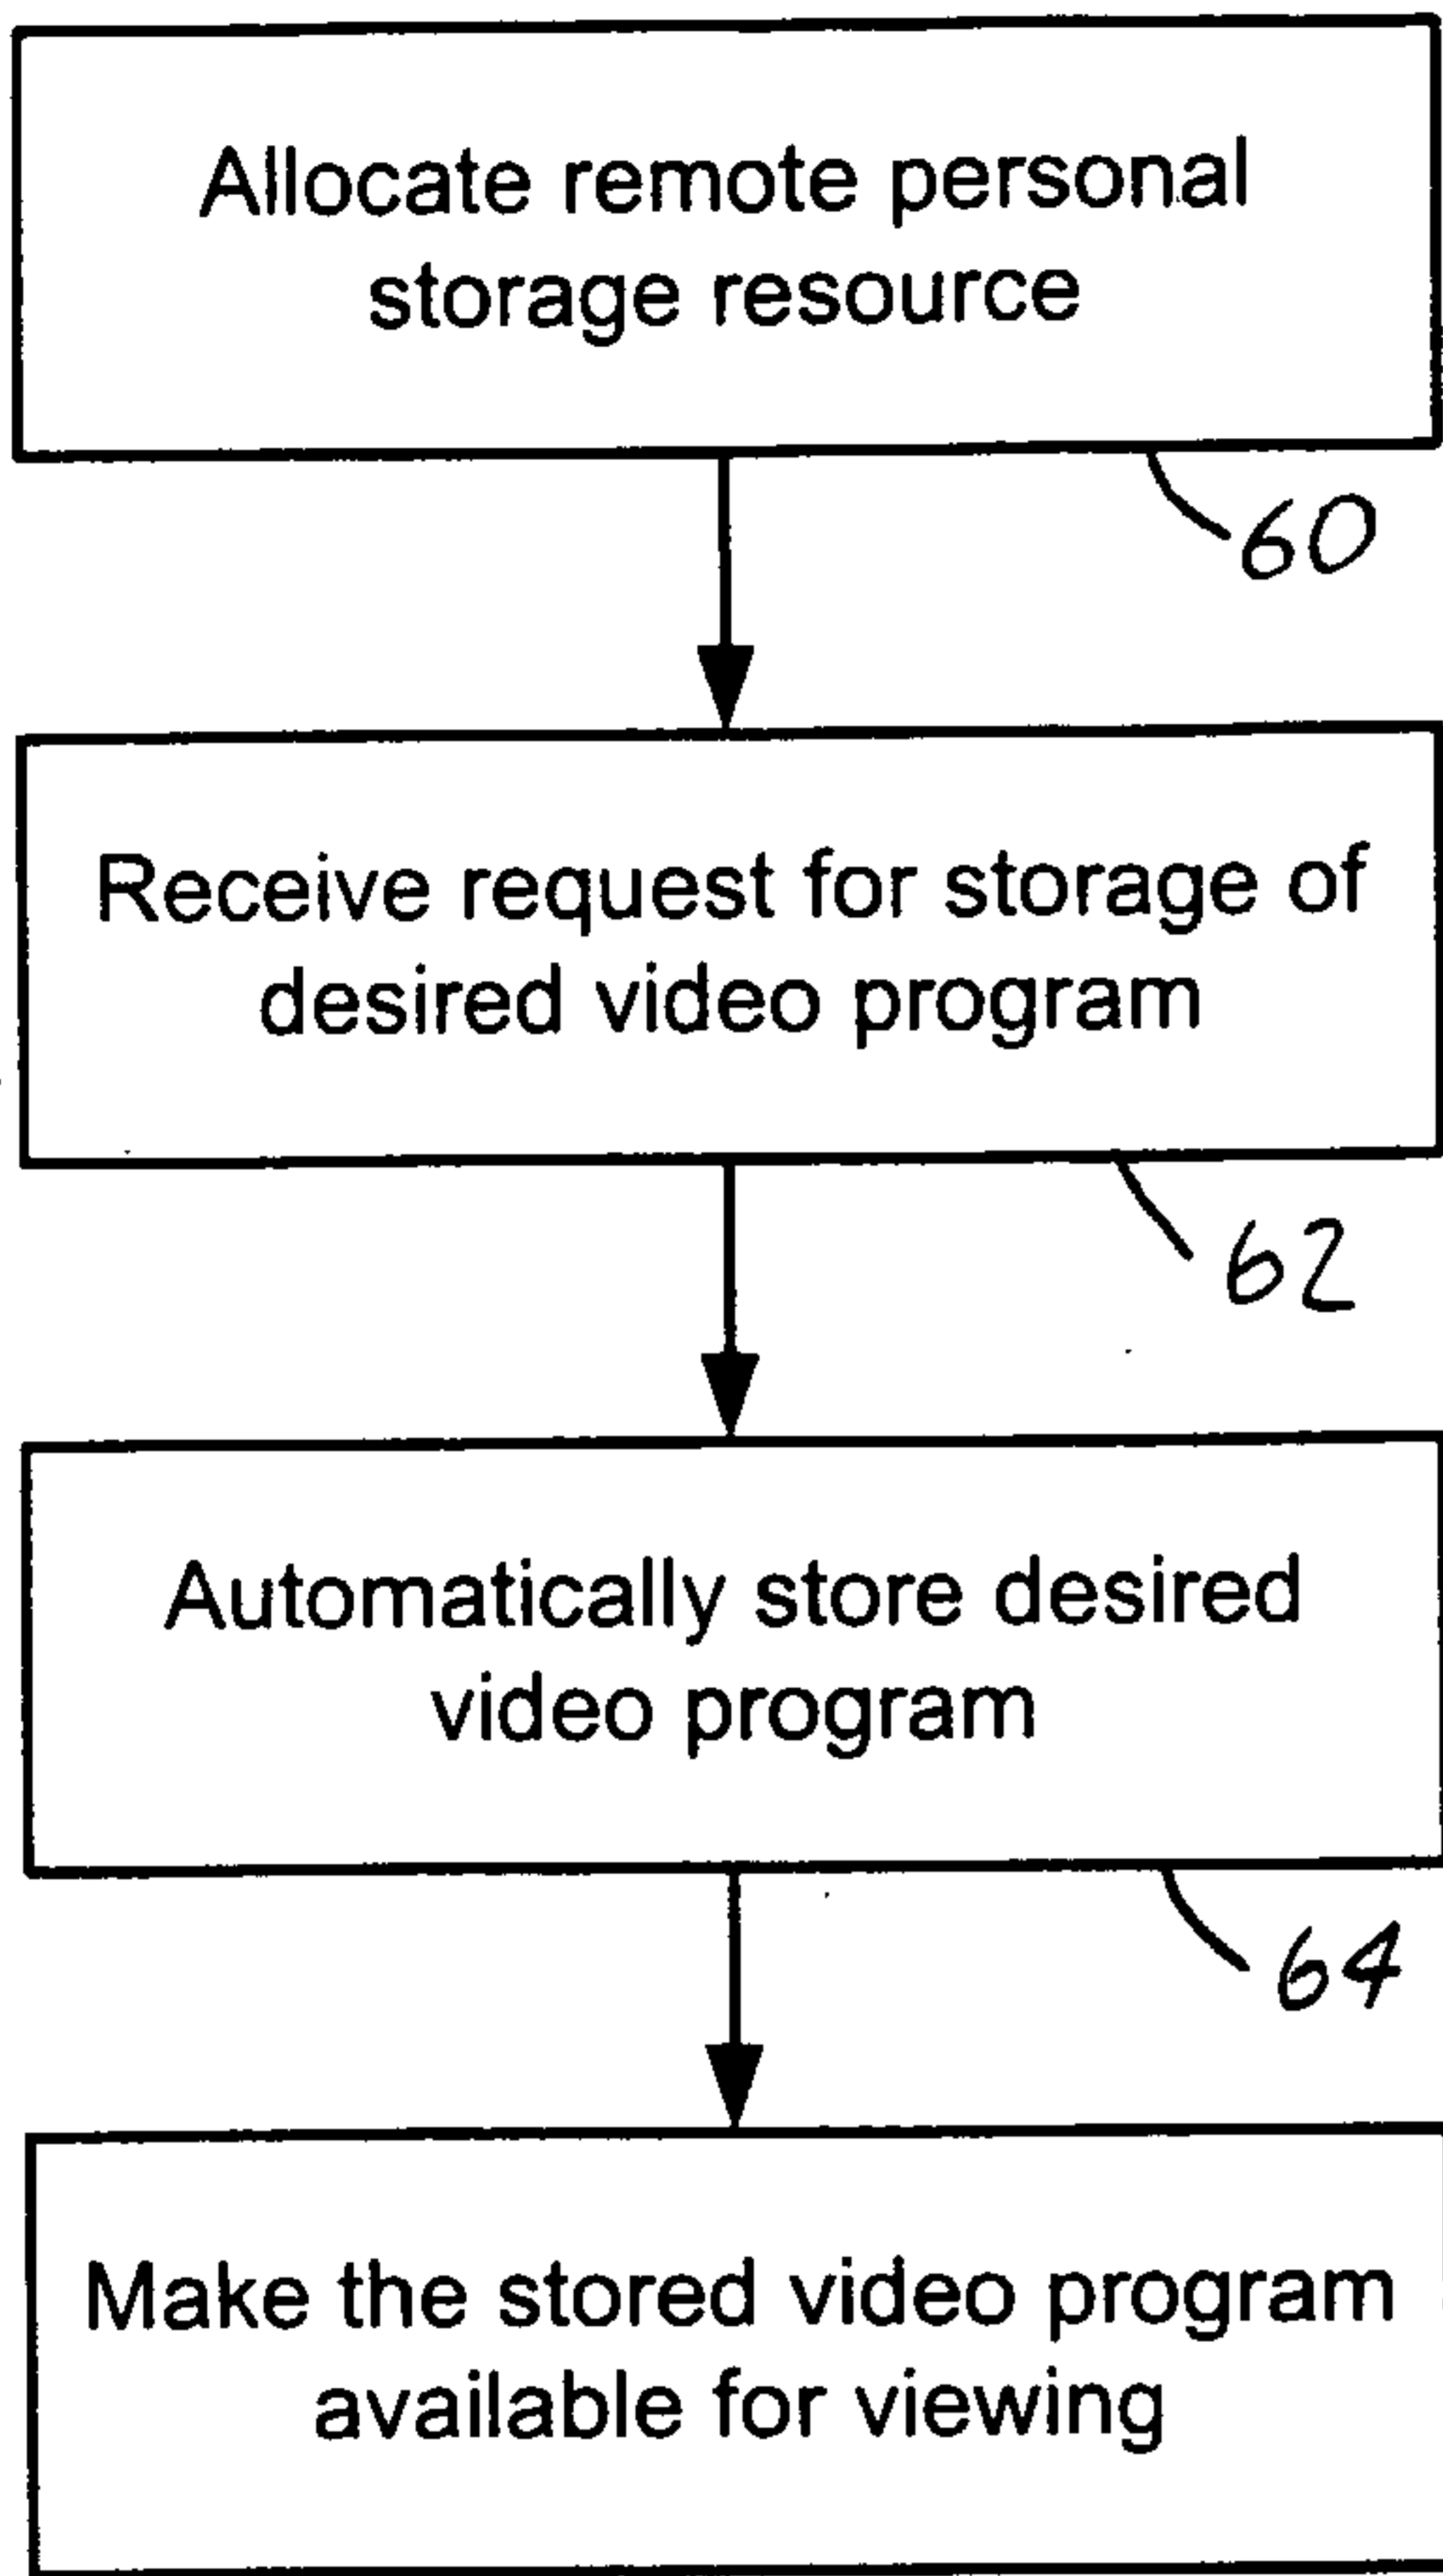 Allocate remote personal
storage resource
60
Receive request for storage of
desired video program
62
Automatically store desired
video program
64
Make the stored video program
available for viewing